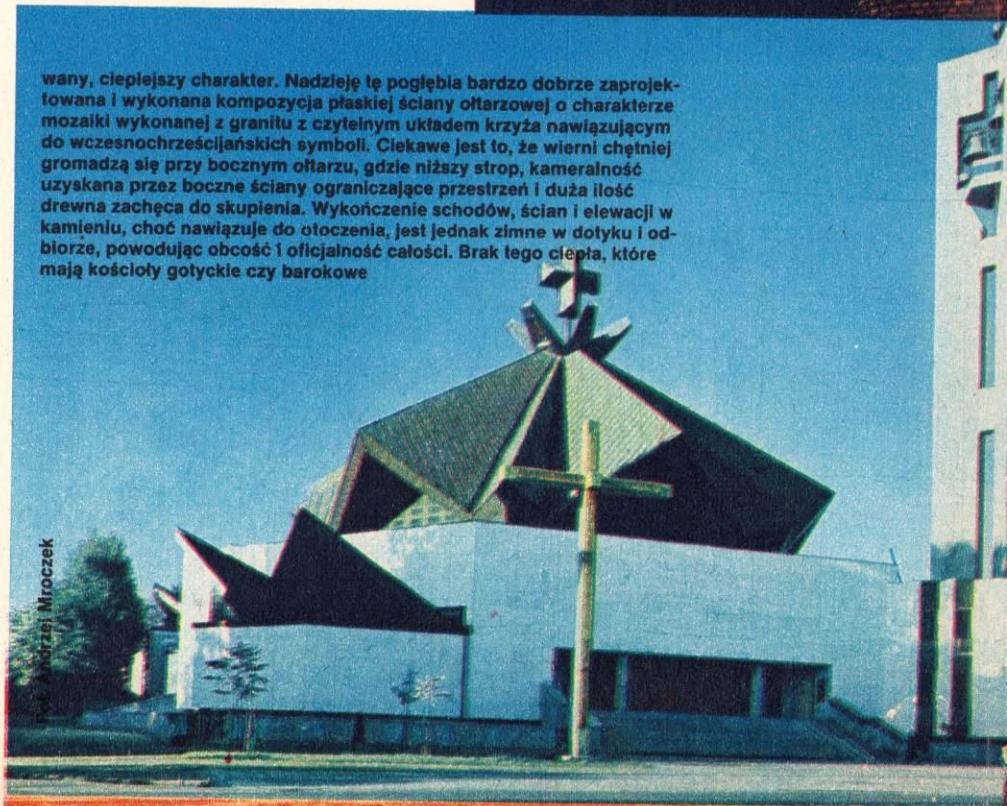 wany, cieplejszy charakter. Nadzieję tę pogłębia bardzo dobrze zaprojek-
towana i wykonana kompozycja płaskiej ściany ołtarzowej o charakterze
mozaiki wykonanej z granitu z czytelnym układem krzyża nawiązującym
do wczesnochrześcijańskich symboli. Ciekawe jest to, że wierni chętniej
gromadzą się przy bocznym ołtarzu, gdzie niższy strop, kameralność
uzyskana przez boczne ściany ograniczające przestrzeń i duża ilość
drewna zachęca do skupienia. Wykończenie schodów, ścian i elewacji w
kamieniu, choć nawiązuje do otoczenia, jest jednak zimne w dotyku i od-
biorze, powodując obcość i oficjalność całości. Brak tego ciepła, które
mają kościoły gotyckie czy barokowe
Fot. Andrzej Mroczek